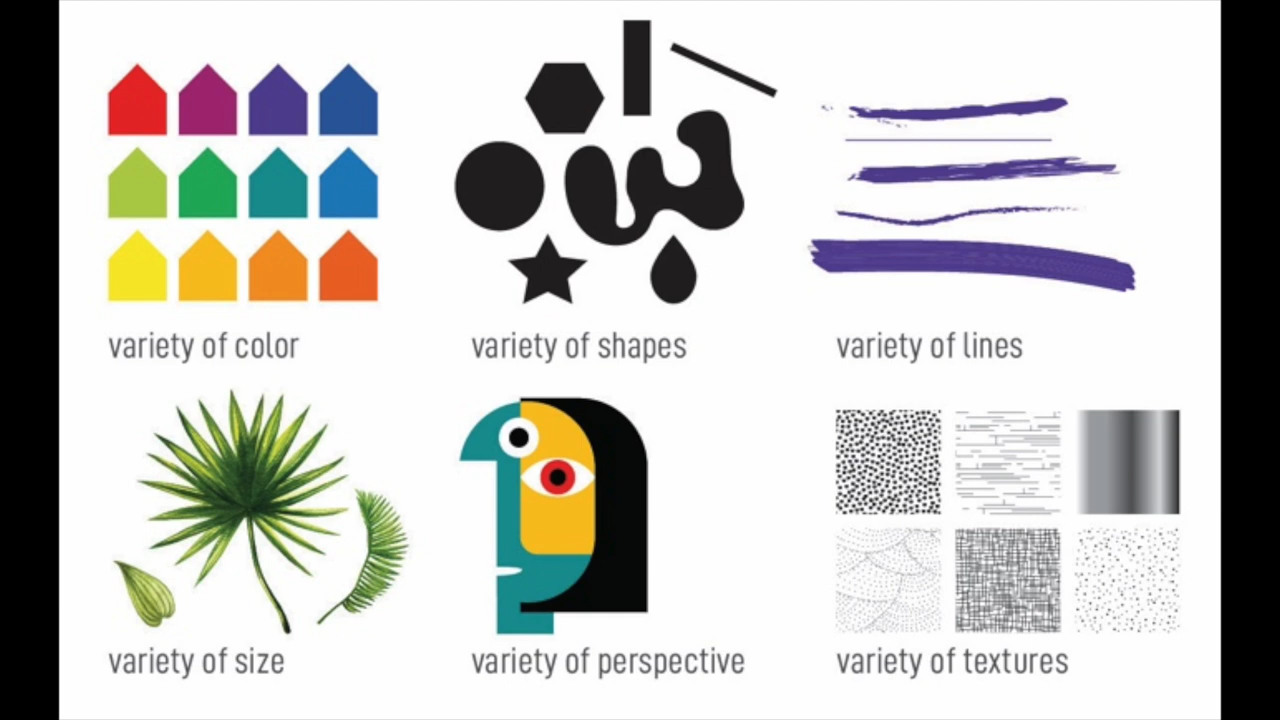 variety of color
variety of shapes
variety of lines
variety of size
variety of perspective
variety of textures